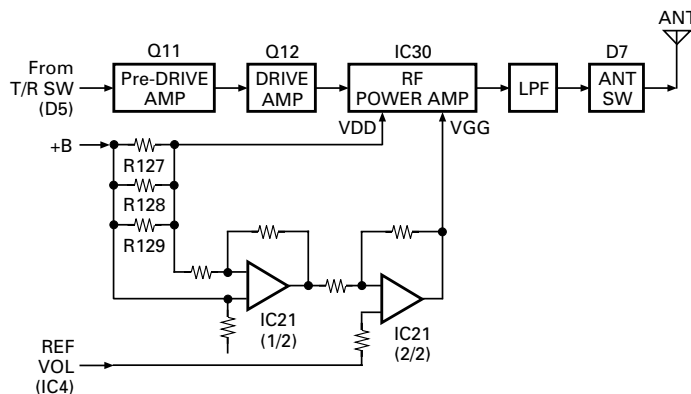 ANT
Q11
Q12
IC30
D7
From
T/R SW
(D5)
Pre-DRIVE
AMP
DRIVE
AMP
RF
POWER AMP
LPF
ANT
SW
VDD
VGG
+B
R127
R128
R129
IC21
(1/2)
IC21
(2/2)
REF
VOL
(IC4)